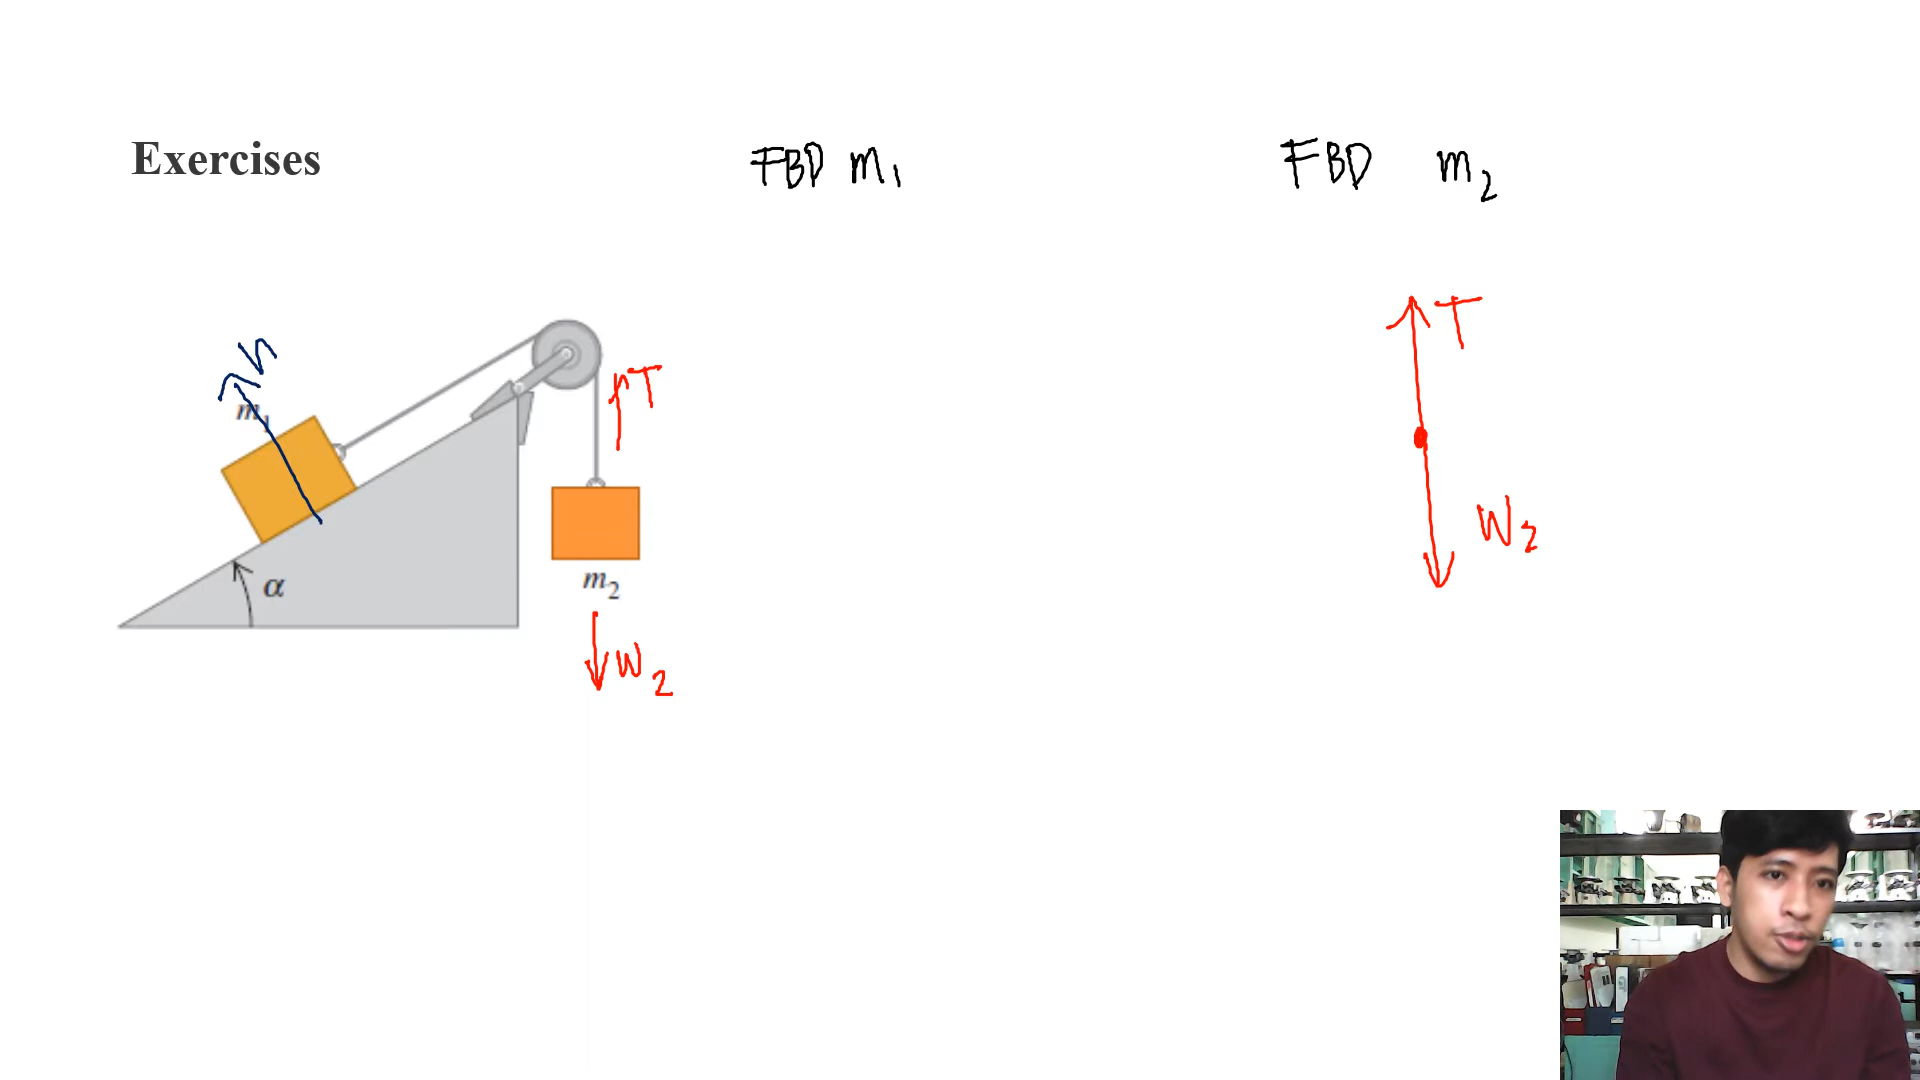 Exercises
FBD m₁
FBD m₂
n
m₁
T
α
m₂
W₂
T
W₂